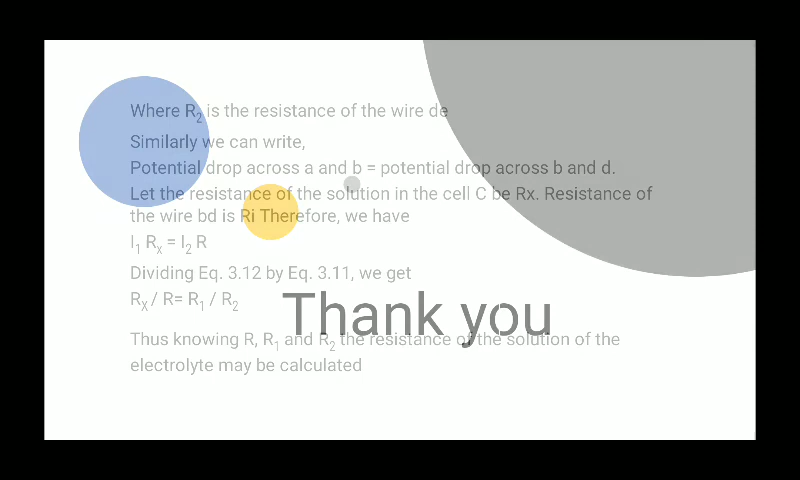 Where R2 is the resistance of the wire de
Similarly we can write,
Potential drop across a and b = potential drop across b and d.
Let the resistance of the solution in the cell C be Rx. Resistance of
the wire bd is Ri Therefore, we have
I1 Rx = I2 R
Dividing Eq. 3.12 by Eq. 3.11, we get
RX / R= R1 / R2
Thank you
Thus knowing R, R1 and R2 the resistance of the solution of the
electrolyte may be calculated